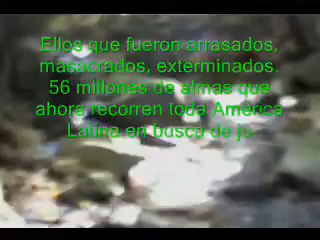 Ellos que fueron arrasados,
masacrados, exterminados.
56 millones de almas que
ahora recorren toda América
Latina en busca de ju